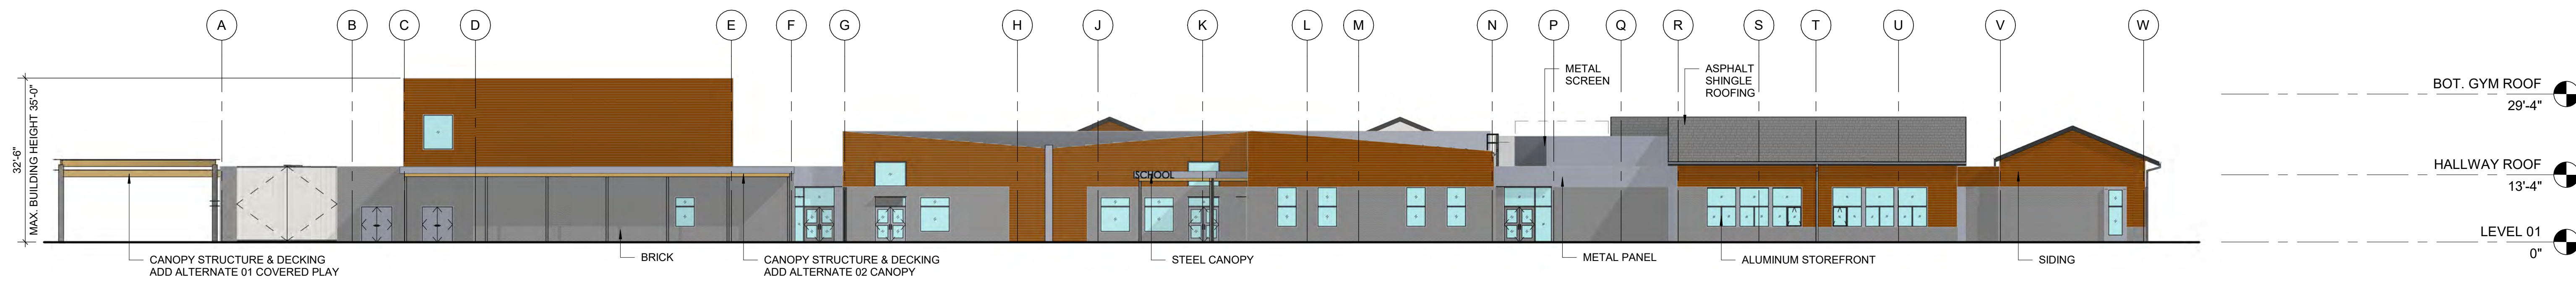 A B C D E F G H J K L M N P Q R S T U V W
METAL
SCREEN
ASPHALT
SHINGLE
ROOFING
BOT. GYM ROOF
29'-4"
32'-6"
MAX. BUILDING HEIGHT 35'-0"
SCHOOL
HALLWAY ROOF
13'-4"
LEVEL 01
0"
CANOPY STRUCTURE & DECKING
ADD ALTERNATE 01 COVERED PLAY
BRICK
CANOPY STRUCTURE & DECKING
ADD ALTERNATE 02 CANOPY
STEEL CANOPY
METAL PANEL
ALUMINUM STOREFRONT
SIDING